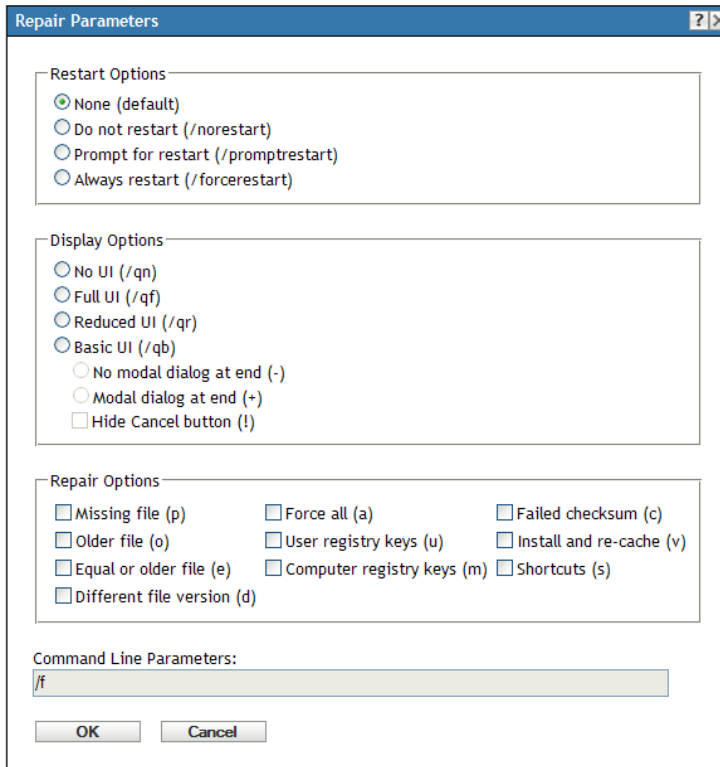 Repair Parameters
? X
Restart Options
None (default)
Do not restart (/norestart)
Prompt for restart (/promptrestart)
Always restart (/forcerestart)
Display Options
No UI (/qn)
Full UI (/qf)
Reduced UI (/qr)
Basic UI (/qb)
No modal dialog at end (-)
Modal dialog at end (+)
Hide Cancel button (!)
Repair Options
Missing file (p) Force all (a) Failed checksum (c)
Older file (o) User registry keys (u) Install and re-cache (v)
Equal or older file (e) Computer registry keys (m) Shortcuts (s)
Different file version (d)
Command Line Parameters:
/f
OK Cancel